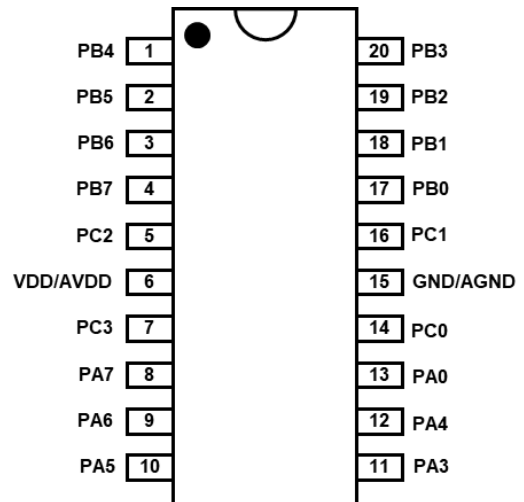 PB4 1 20 PB3
PB5 2 19 PB2
PB6 3 18 PB1
PB7 4 17 PB0
PC2 5 16 PC1
VDD/AVDD 6 15 GND/AGND
PC3 7 14 PC0
PA7 8 13 PA0
PA6 9 12 PA4
PA5 10 11 PA3